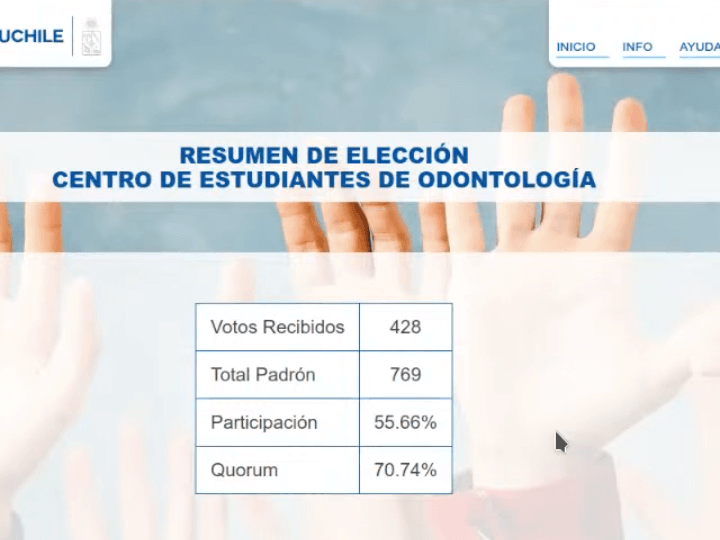 UCHILE
INICIO INFO AYUDA
RESUMEN DE ELECCIÓN
CENTRO DE ESTUDIANTES DE ODONTOLOGÍA
Votos Recibidos 428
Total Padrón 769
Participación 55.66%
Quorum 70.74%